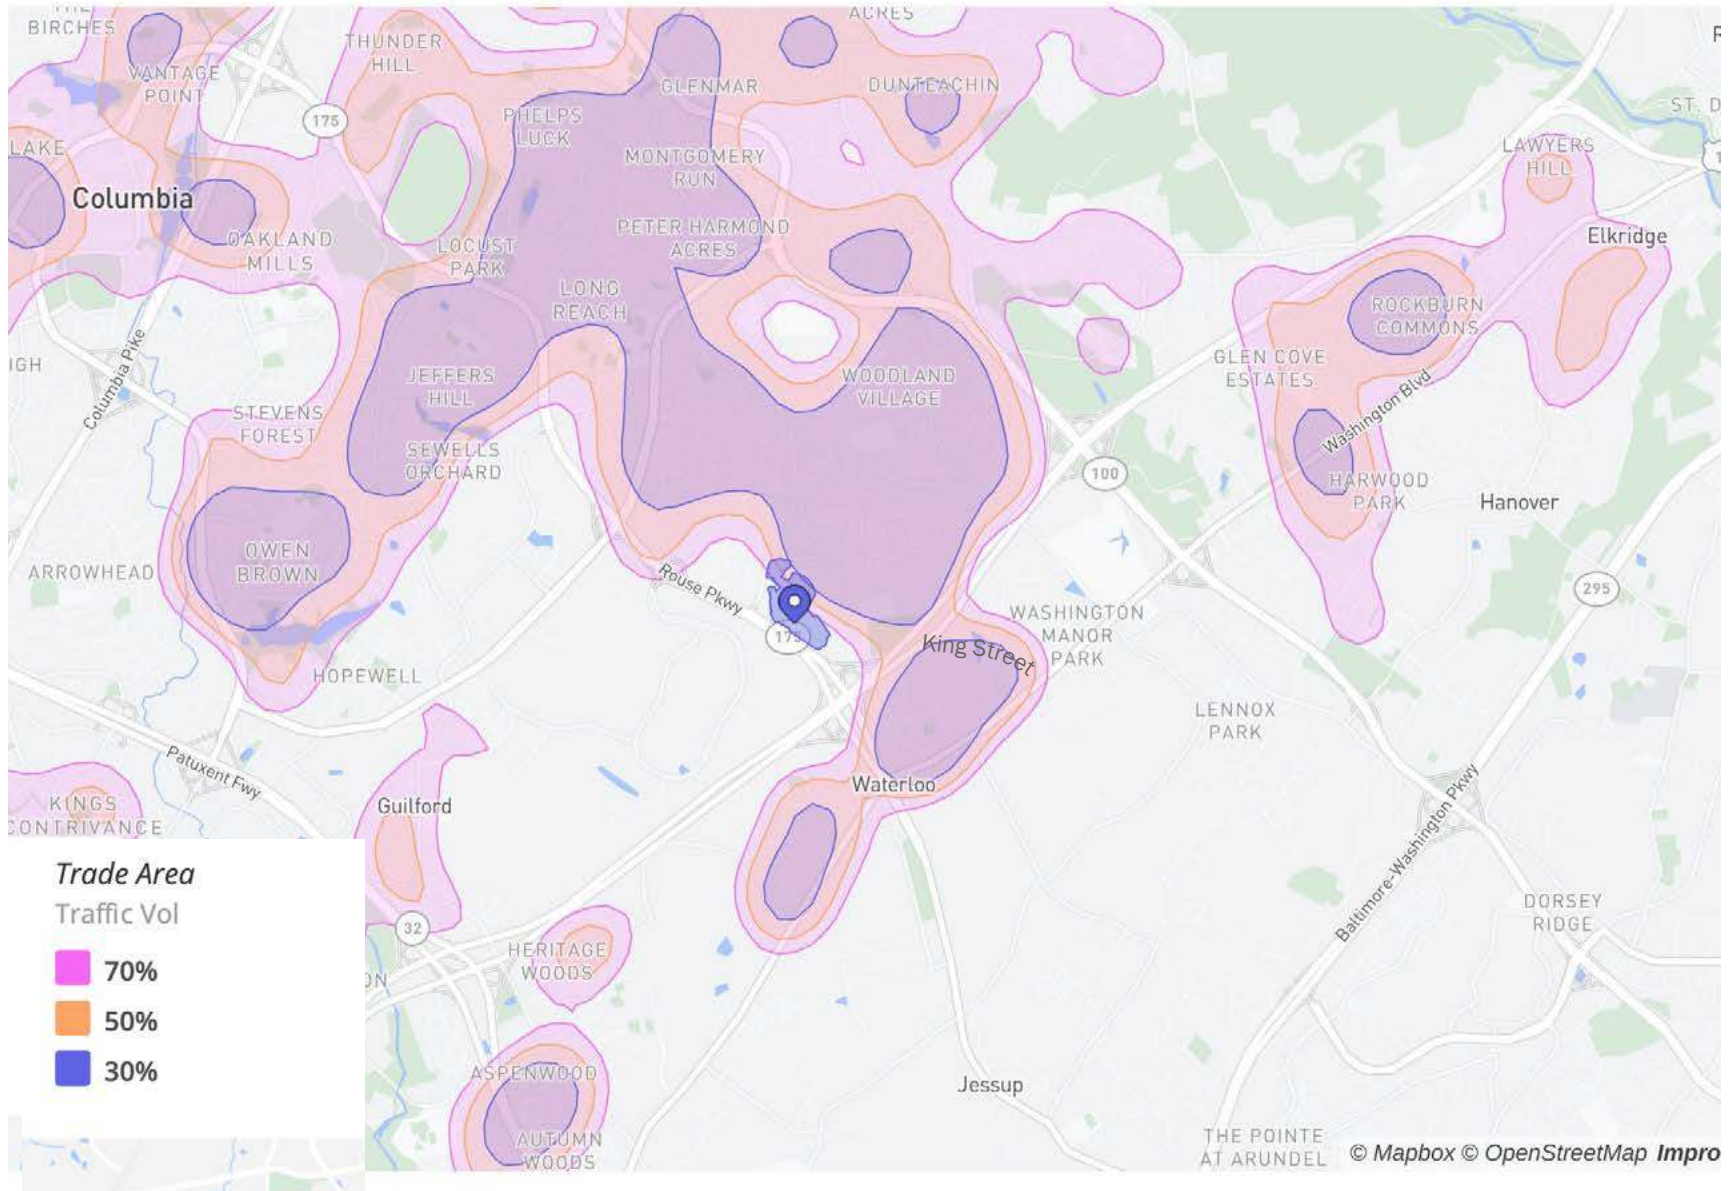 BIRCHES
ACRES
THUNDER
HILL
VANTAGE
POINT
GLENMAR
DUNTEACHIN
175
PHELPS
LUCK
ST. D
LAKE
MONTGOMERY
RUN
LAWYERS
HILL
Columbia
OAKLAND
MILLS
LOCUST
PARK
PETER HARMOND
ACRES
Elkridge
LONG
REACH
ROCKBURN
COMMONS
IGH
Columbia Pike
JEFFERS
HILL
WOODLAND
VILLAGE
GLEN COVE
ESTATES
STEVENS
FOREST
Washington Blvd
SEWELLS
ORCHARD
100
HARWOOD
PARK
Hanover
OWEN
BROWN
ARROWHEAD
Rouse Pkwy
295
175
WASHINGTON
MANOR
PARK
King Street
HOPEWELL
LENNOX
PARK
Patuxent Fwy
Waterloo
KINGS
CONTRIVANCE
Guilford
Baltimore-Washington Pkwy
Trade Area
Traffic Vol
70%
50%
30%
32
HERITAGE
WOODS
ON
DORSEY
RIDGE
ASPENWOOD
Jessup
AUTUMN
WOODS
THE POINTE
AT ARUNDEL
© Mapbox © OpenStreetMap Impro